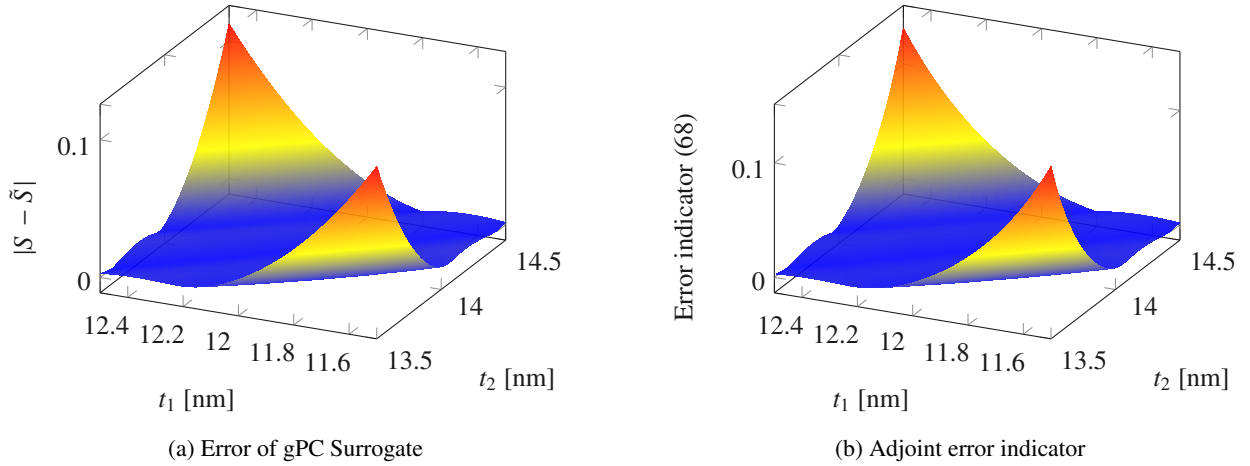 |S − S̃|
0.1
0
12.4
12.2
12
11.8
11.6
t₁ [nm]
13.5
14
14.5
t₂ [nm]
(a) Error of gPC Surrogate
Error indicator (68)
0.1
0
12.4
12.2
12
11.8
11.6
t₁ [nm]
13.5
14
14.5
t₂ [nm]
(b) Adjoint error indicator